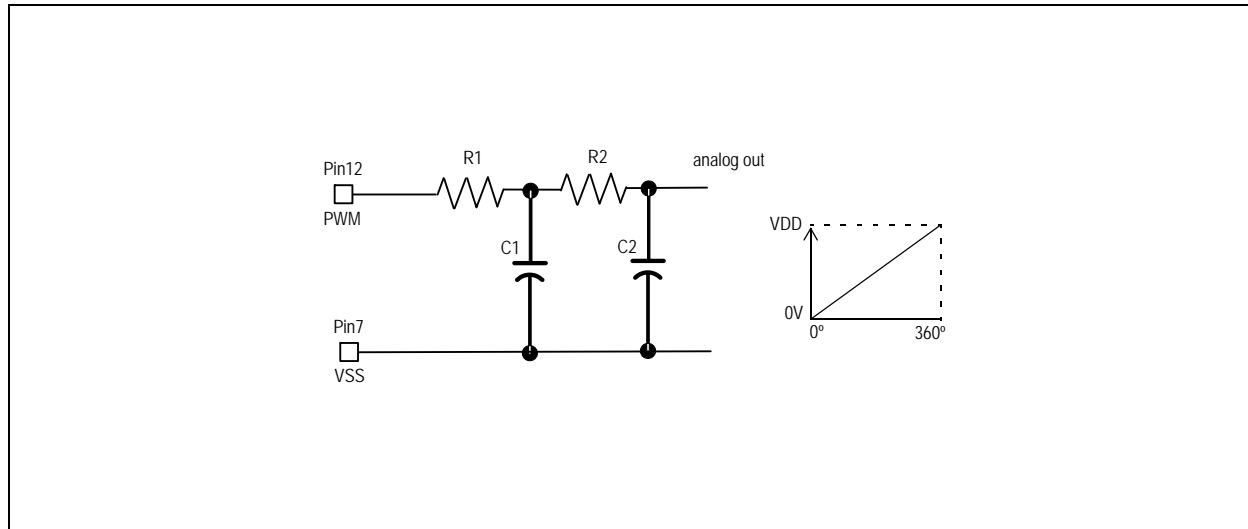 R1
R2
analog out
Pin12
PWM
C1
C2
VDD
0V
0º
360º
Pin7
VSS